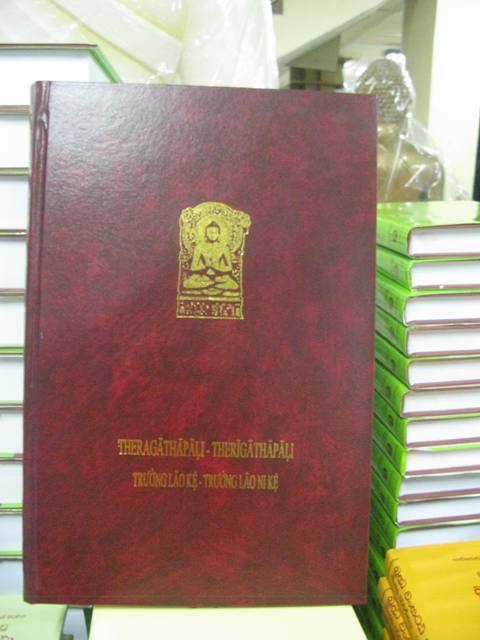 THERAGĀTHĀPĀḶI - THERĪGĀTHĀPĀḶI
TRƯỞNG LÃO KỆ - TRƯỞNG LÃO NI KỆ